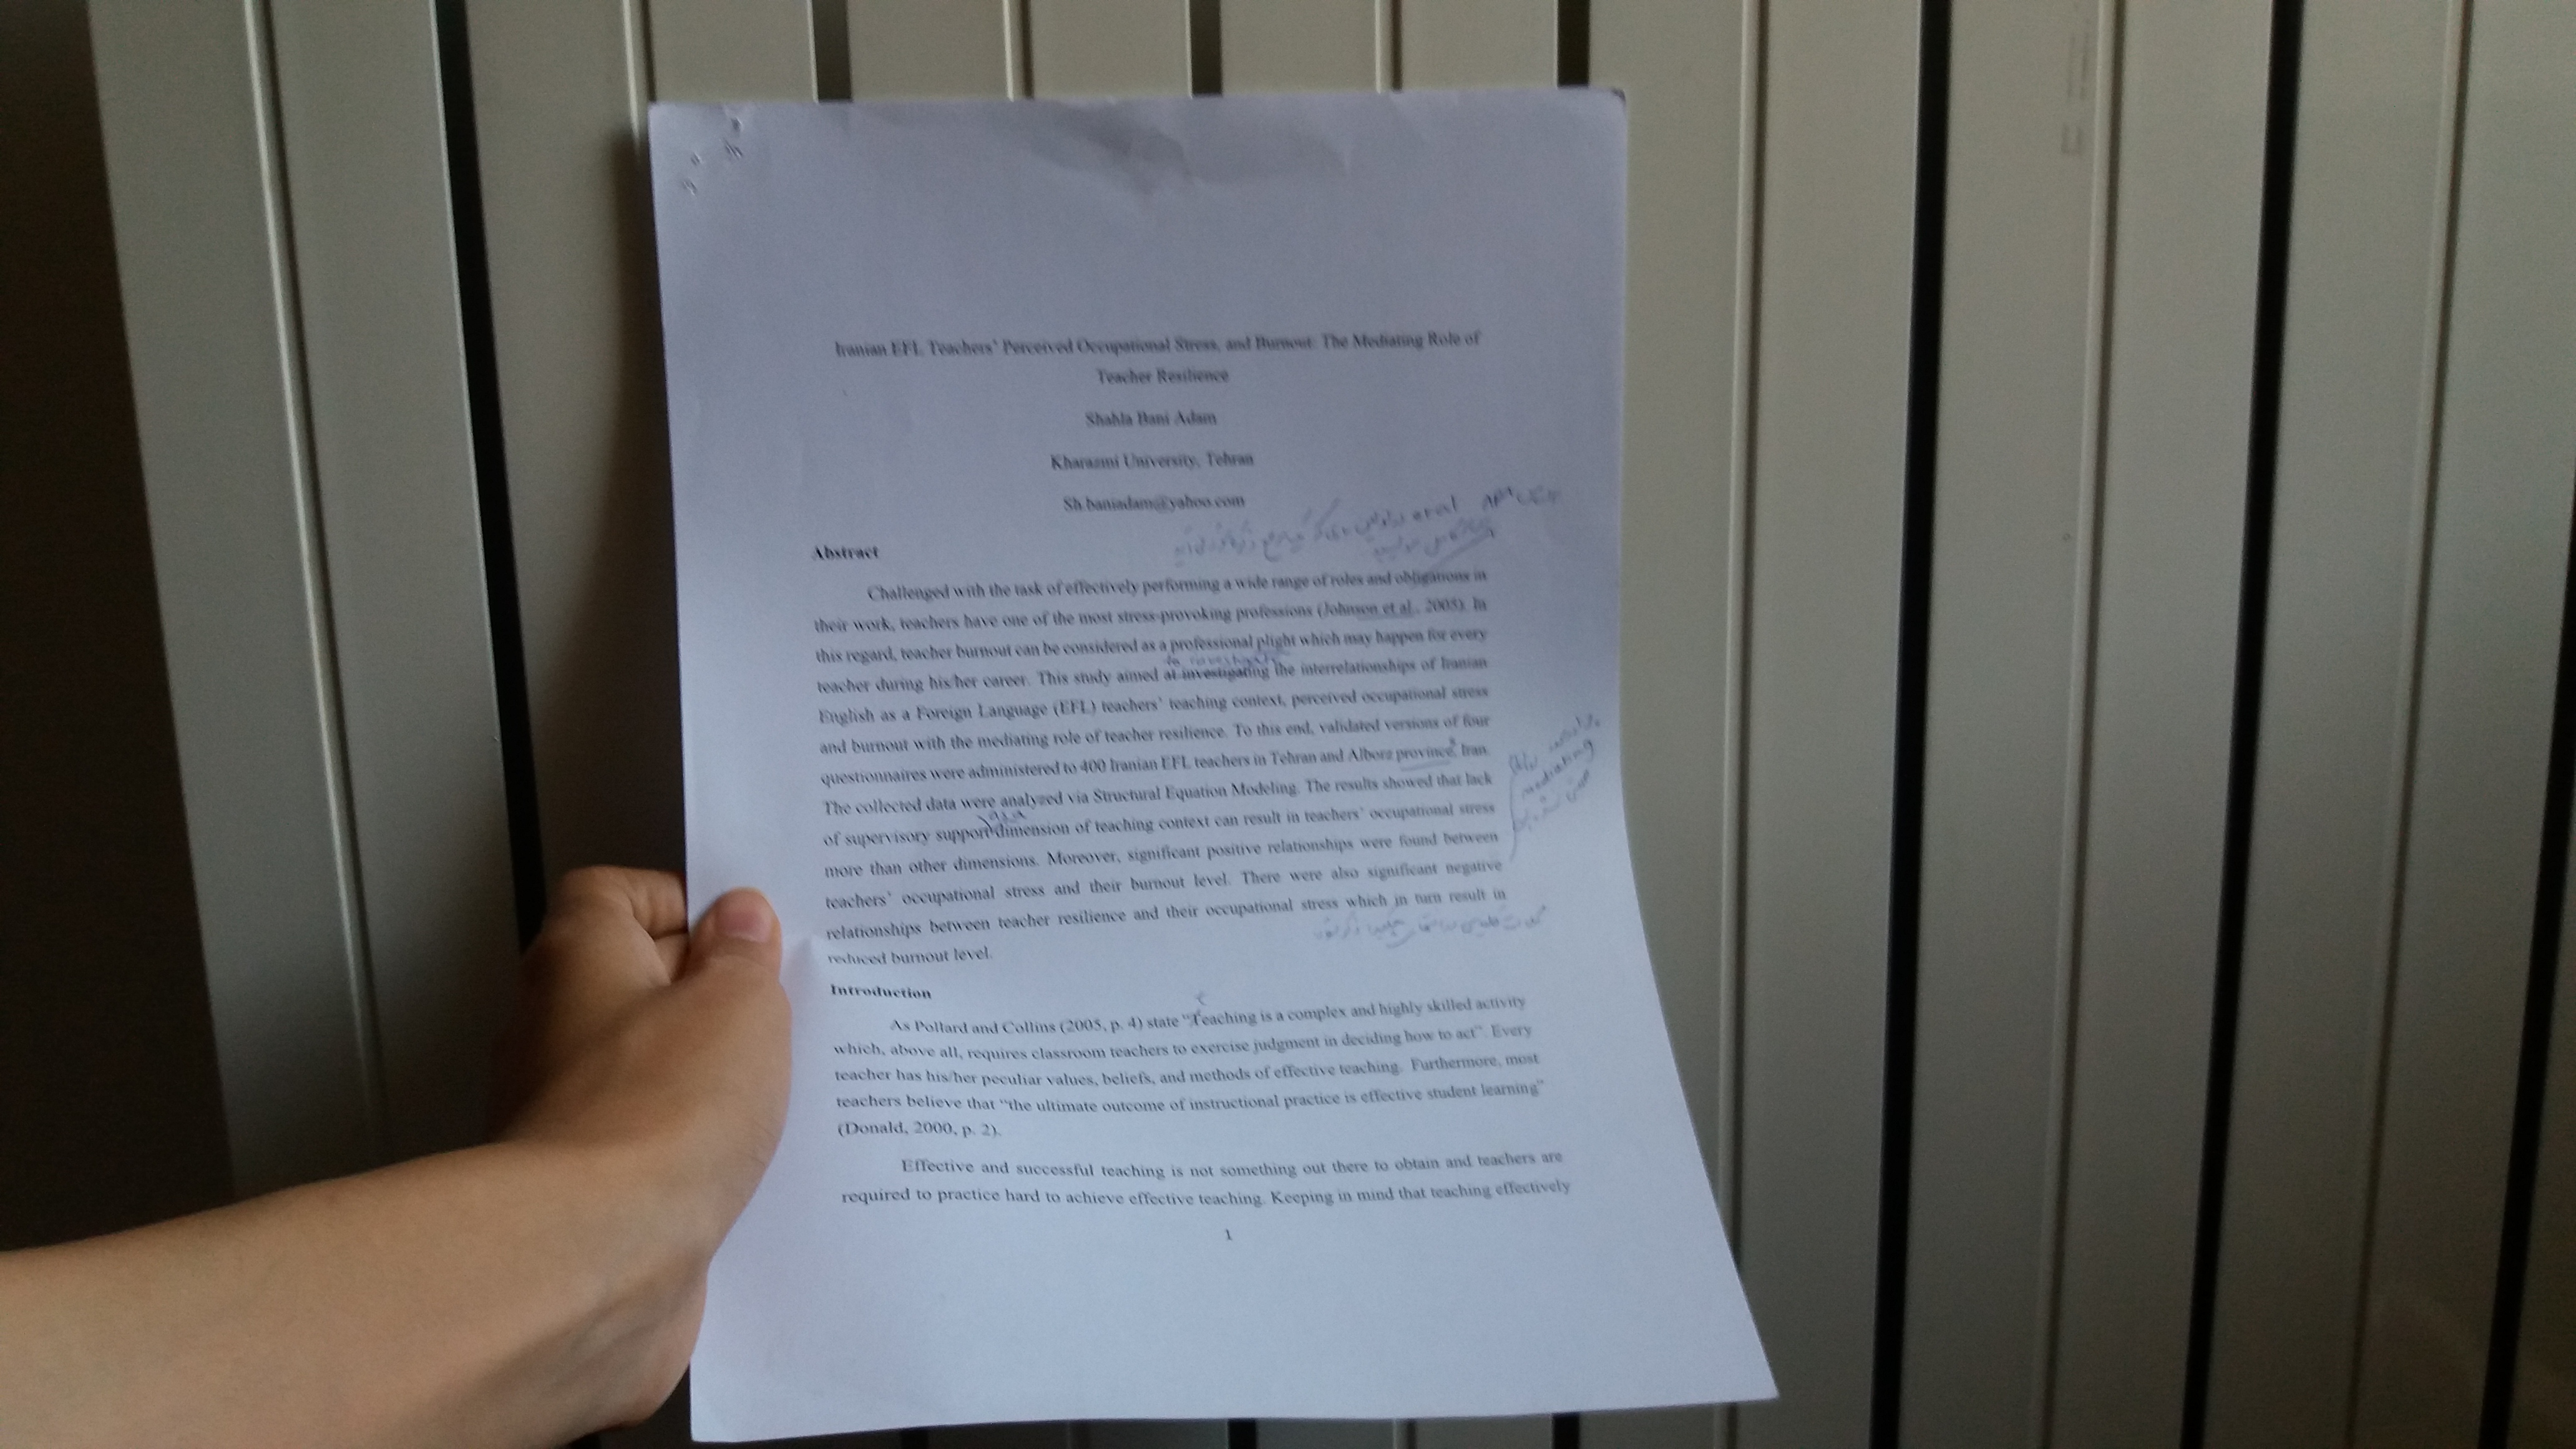 Iranian EFL Teachers' Perceived Occupational Stress, and Burnout: The Mediating Role of
Teacher Resilience
Shahla Bani Adam
Kharazmi University, Tehran
Sh.baniadam@yahoo.com
et al APA
Abstract
Challenged with the task of effectively performing a wide range of roles and obligations in
their work, teachers have one of the most stress-provoking professions (Johnson et al., 2005). In
this regard, teacher burnout can be considered as a professional plight which may happen for every
to investigate
teacher during his/her career. This study aimed at investigating the interrelationships of Iranian
English as a Foreign Language (EFL) teachers' teaching context, perceived occupational stress
and burnout with the mediating role of teacher resilience. To this end, validated versions of four
questionnaires were administered to 400 Iranian EFL teachers in Tehran and Alborz provinces, Iran.
The collected data were analyzed via Structural Equation Modeling. The results showed that lack
as a
of supervisory support dimension of teaching context can result in teachers' occupational stress
more than other dimensions. Moreover, significant positive relationships were found between
teachers' occupational stress and their burnout level. There were also significant negative
relationships between teacher resilience and their occupational stress which in turn result in
reduced burnout level.
mediating
Introduction
As Pollard and Collins (2005, p. 4) state "Teaching is a complex and highly skilled activity
which, above all, requires classroom teachers to exercise judgment in deciding how to act". Every
teacher has his/her peculiar values, beliefs, and methods of effective teaching. Furthermore, most
teachers believe that "the ultimate outcome of instructional practice is effective student learning"
(Donald, 2000, p. 2).
Effective and successful teaching is not something out there to obtain and teachers are
required to practice hard to achieve effective teaching. Keeping in mind that teaching effectively
1